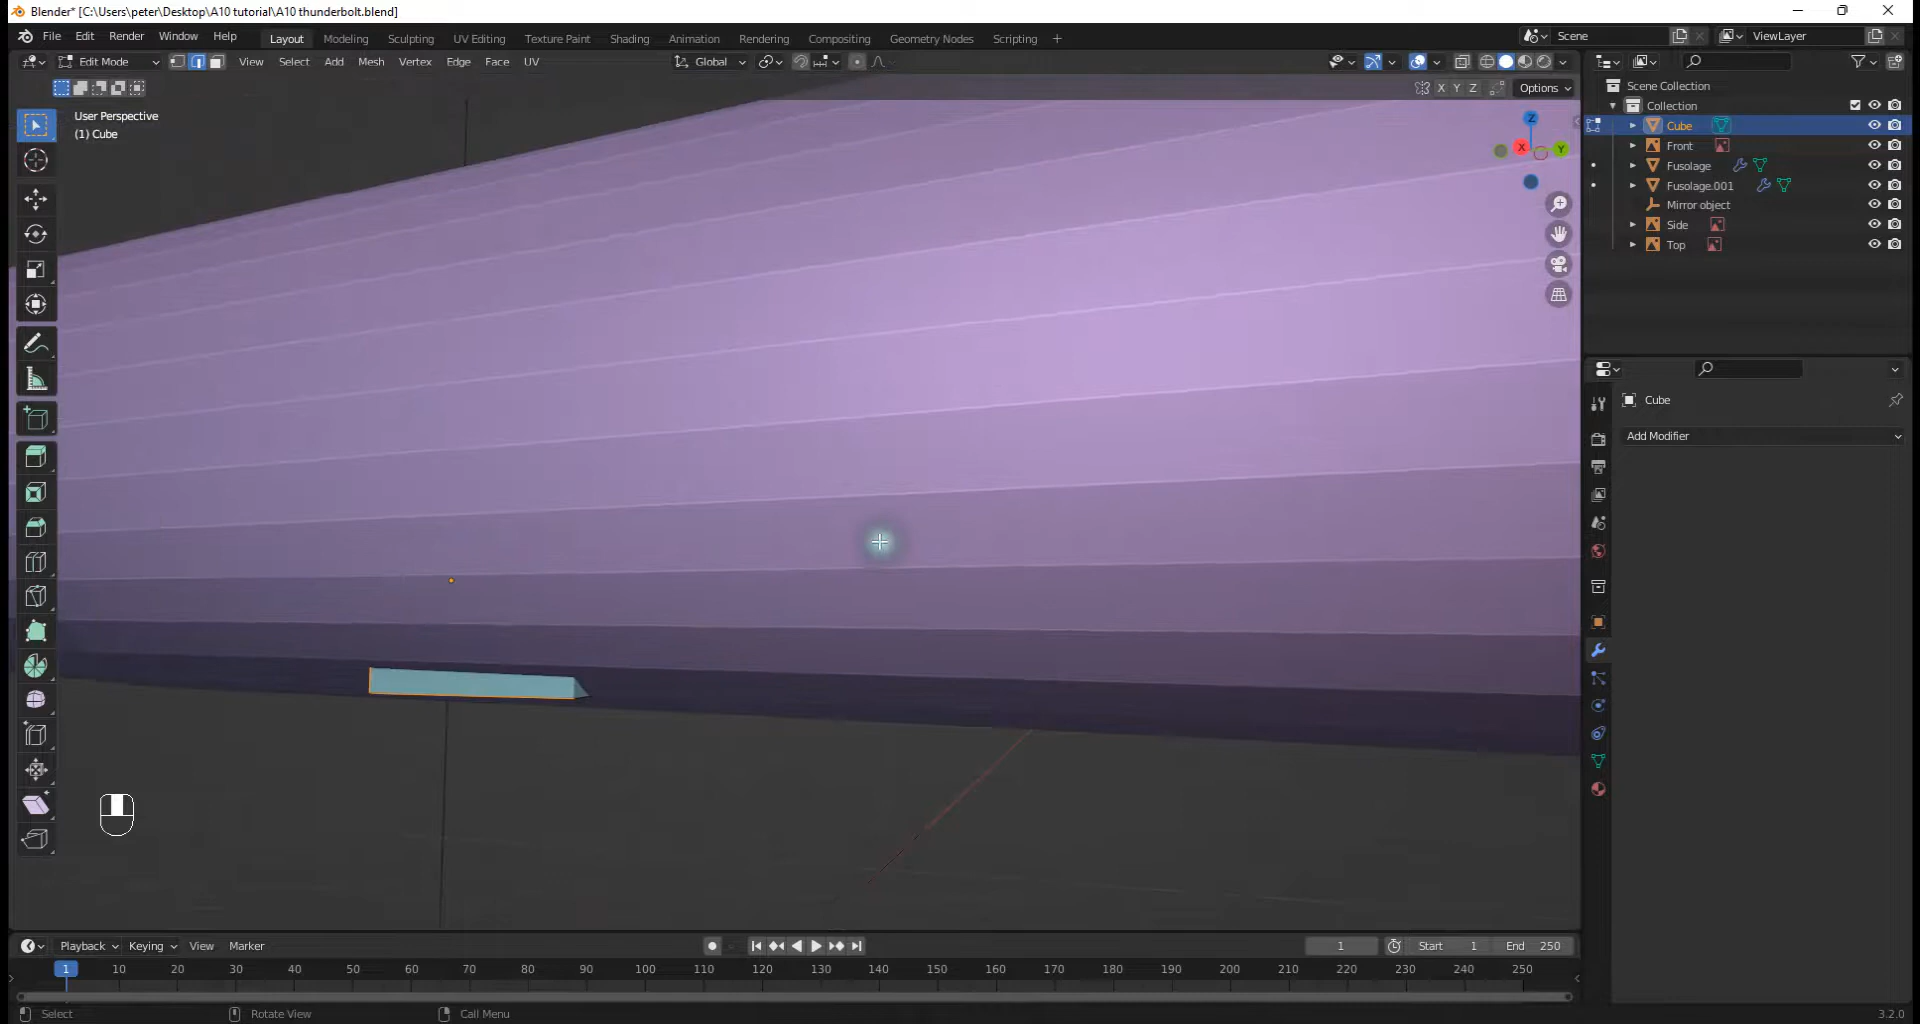 Blender* [C:\Users\peter\Desktop\A10 tutorial\A10 thunderbolt.blend]
File Edit Render Window Help Layout Modeling Sculpting UV Editing Texture Paint Shading Animation Rendering Compositing Geometry Nodes Scripting + Scene ViewLayer
Edit Mode View Select Add Mesh Vertex Edge Face UV Global
X Y Z Options
User Perspective
(1) Cube
Z
X Y
Scene Collection
Collection
Cube
Front
Fusolage
Fusolage.001
Mirror object
Side
Top
Cube
Add Modifier
Playback Keying View Marker 1 Start 1 End 250
1 10 20 30 40 50 60 70 80 90 100 110 120 130 140 150 160 170 180 190 200 210 220 230 240 250
Select Rotate View Call Menu 3.2.0